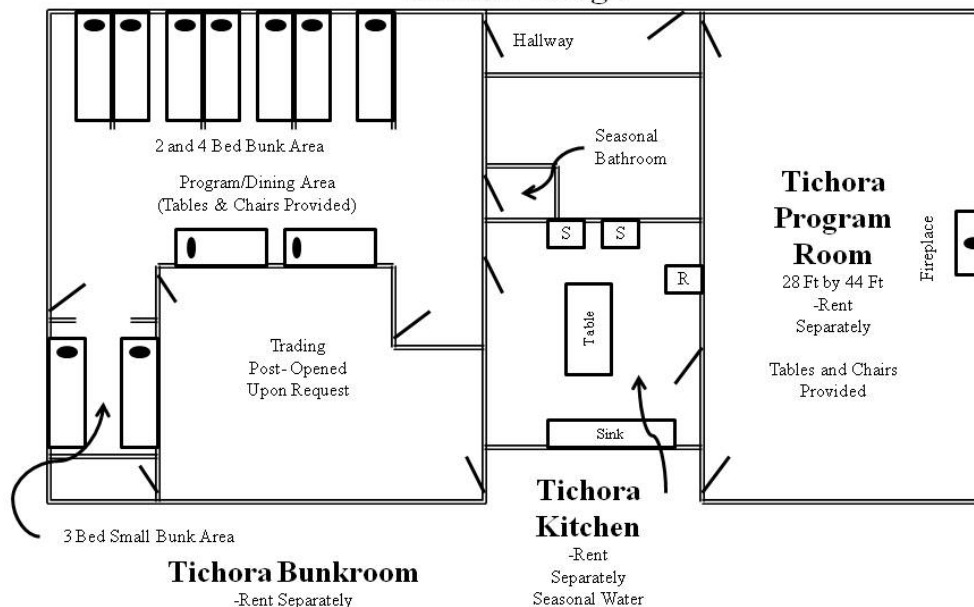 Hallway
2 and 4 Bed Bunk Area
Program/Dining Area
(Tables & Chairs Provided)
Seasonal
Bathroom
S
S
R
Table
Sink
Trading
Post- Opened
Upon Request
3 Bed Small Bunk Area
Tichora Bunkroom
-Rent Separately
Tichora
Kitchen
-Rent
Separately
Seasonal Water
Tichora
Program
Room
28 Ft by 44 Ft
-Rent
Separately
Tables and Chairs
Provided
Fireplace